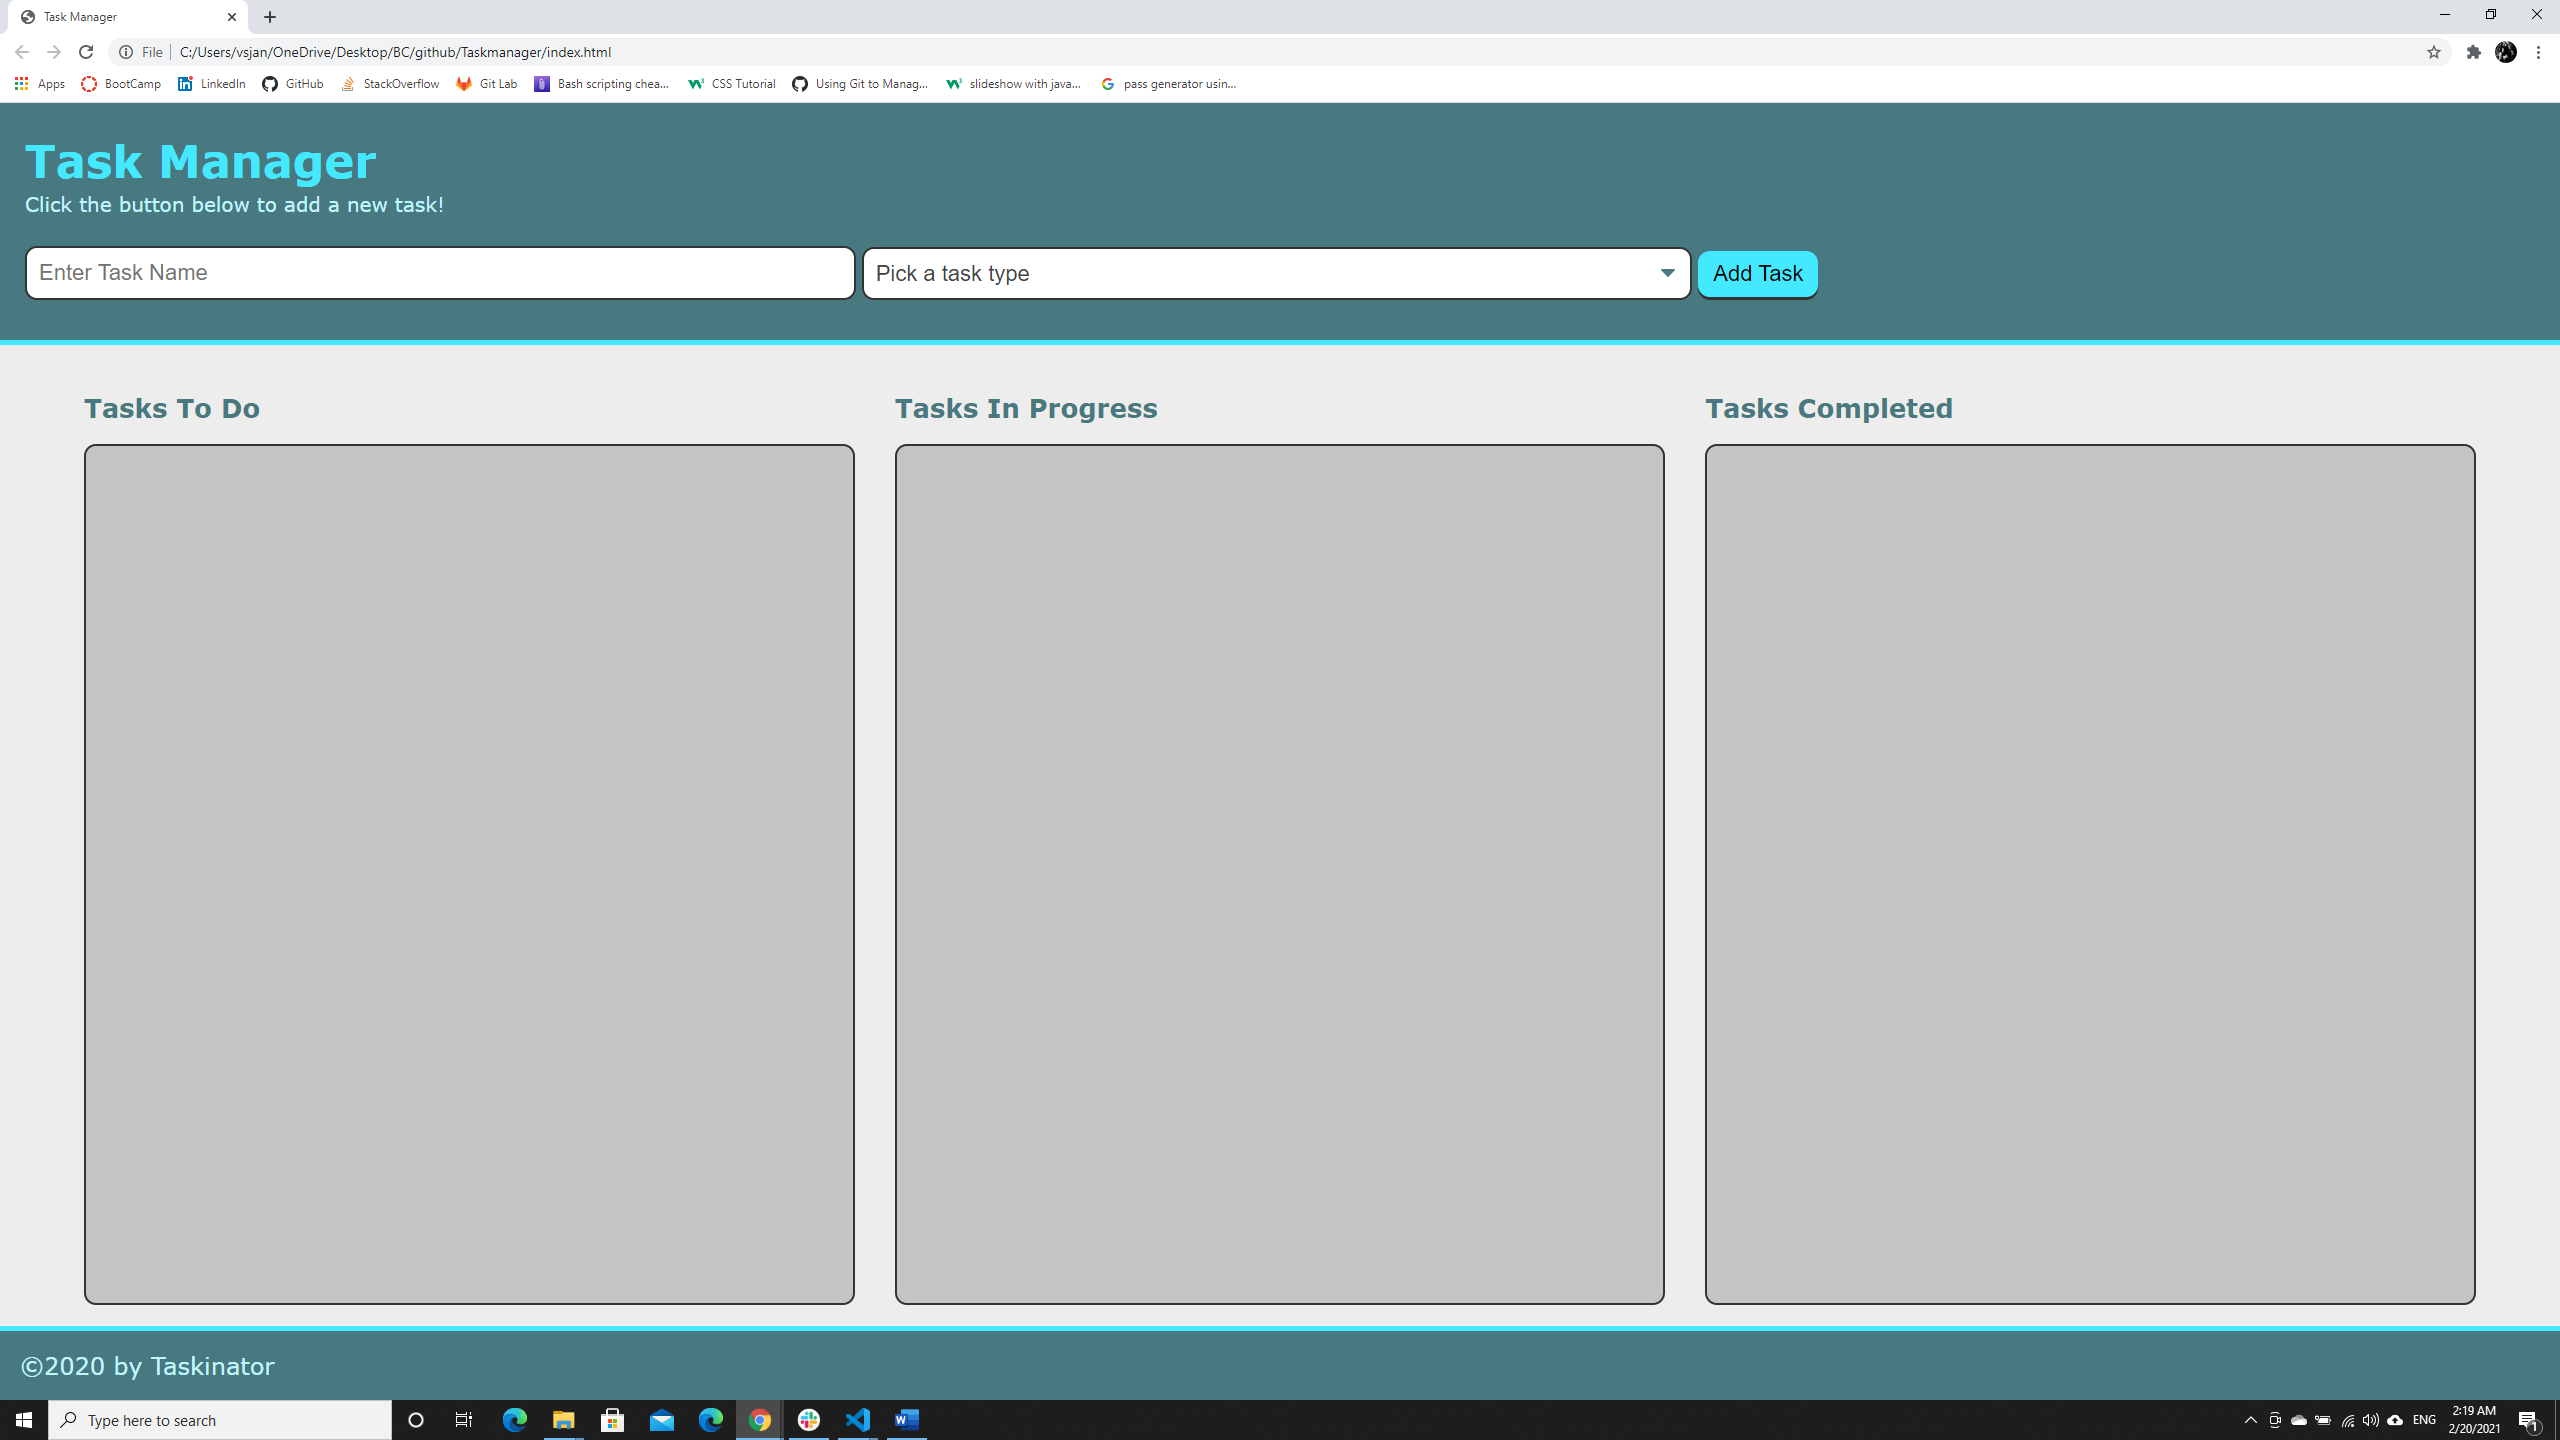 Task Manager
File
C:/Users/vsjan/OneDrive/Desktop/BC/github/Taskmanager/index.html
Apps BootCamp LinkedIn GitHub StackOverflow Git Lab Bash scripting chea... CSS Tutorial Using Git to Manag... slideshow with java... pass generator usin...
Task Manager
Click the button below to add a new task!
Enter Task Name Pick a task type Add Task
Tasks To Do Tasks In Progress Tasks Completed
©2020 by Taskinator
Type here to search
ENG
2:19 AM
2/20/2021
1